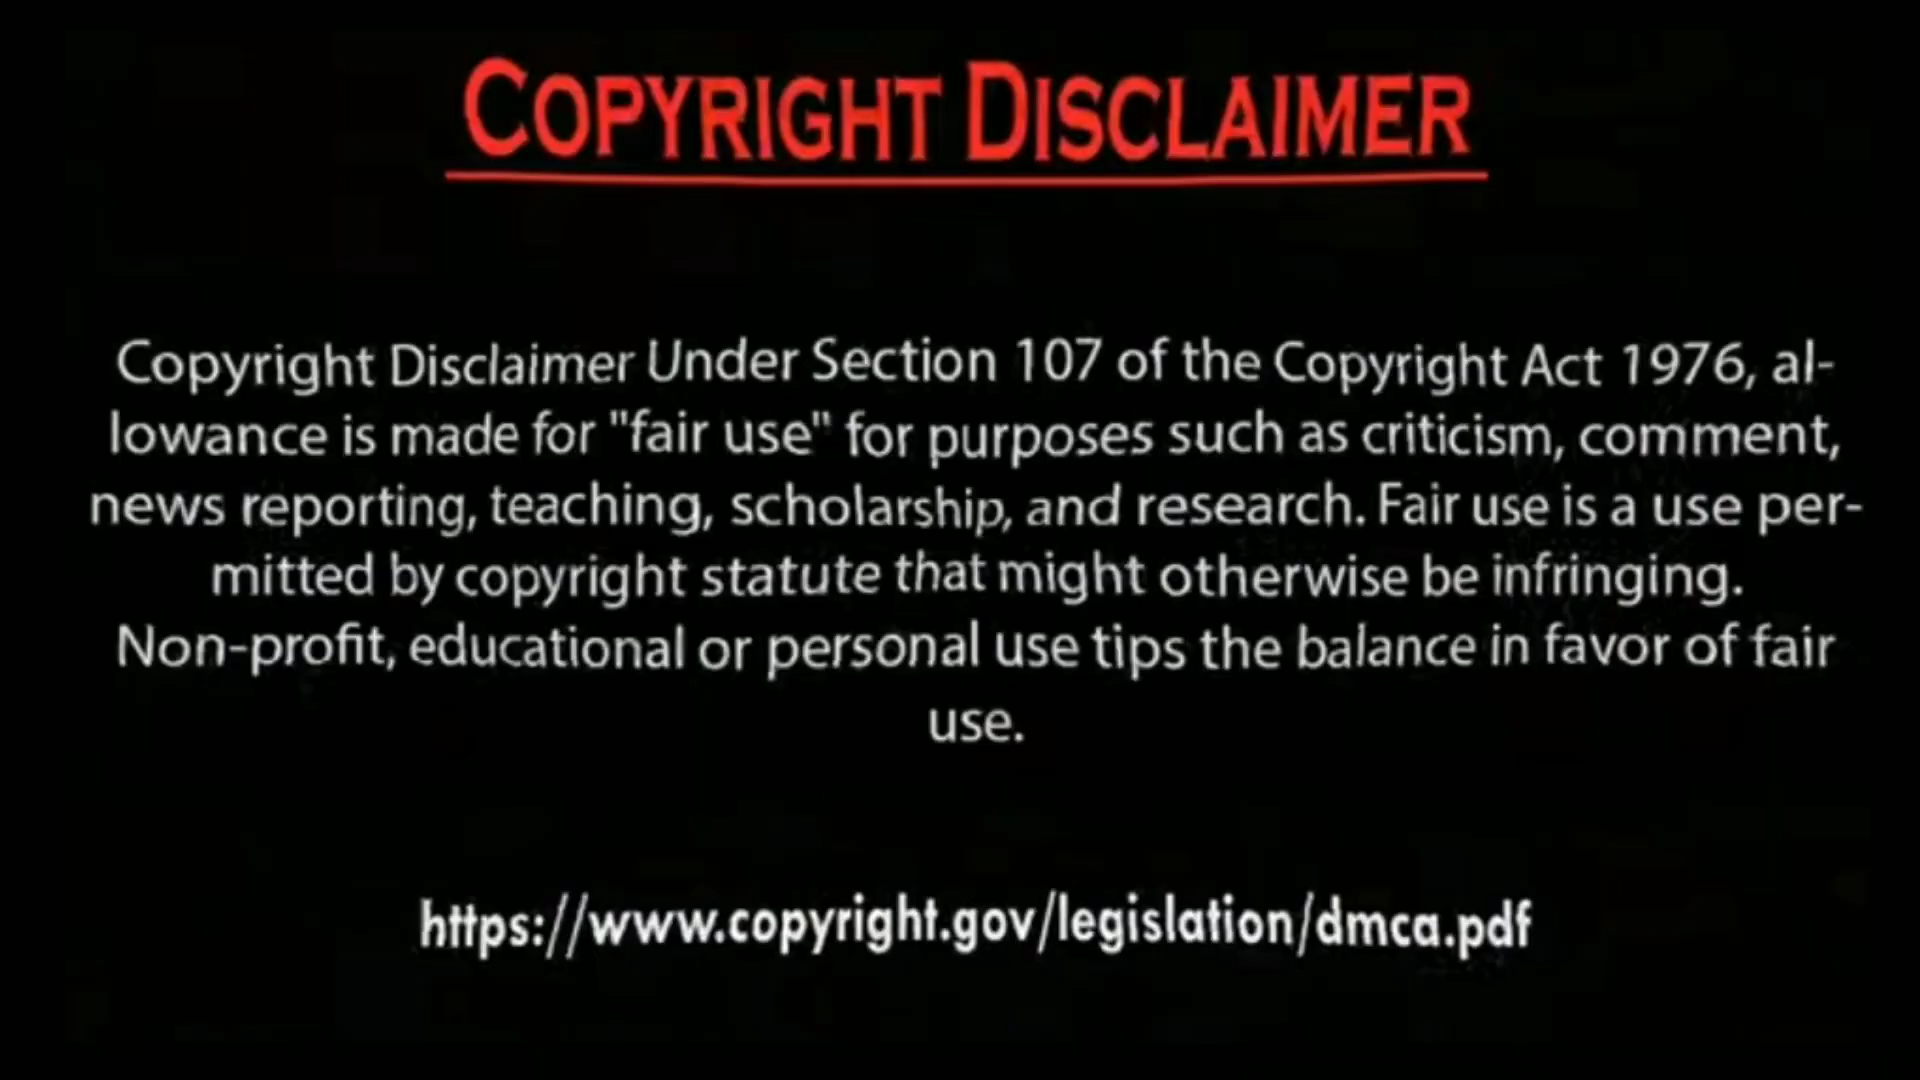 COPYRIGHT DISCLAIMER
Copyright Disclaimer Under Section 107 of the Copyright Act 1976, al-
lowance is made for "fair use" for purposes such as criticism, comment,
news reporting, teaching, scholarship, and research. Fair use is a use per-
mitted by copyright statute that might otherwise be infringing.
Non-profit, educational or personal use tips the balance in favor of fair
use.
https://www.copyright.gov/legislation/dmca.pdf